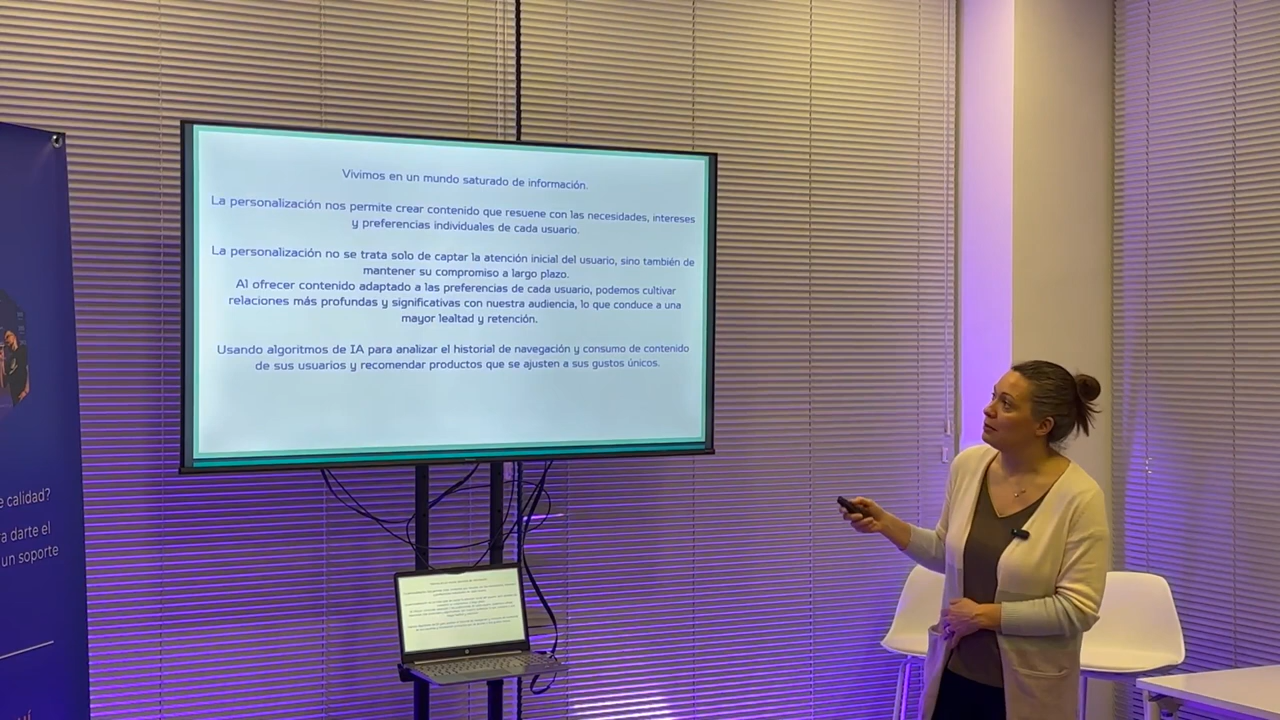 Vivimos en un mundo saturado de información.
La personalización nos permite crear contenido que resuene con las necesidades, intereses
y preferencias individuales de cada usuario.
La personalización no se trata solo de captar la atención inicial del usuario, sino también de
mantener su compromiso a largo plazo.
Al ofrecer contenido adaptado a las preferencias de cada usuario, podemos cultivar
relaciones más profundas y significativas con nuestra audiencia, lo que conduce a una
mayor lealtad y retención.
Usando algoritmos de IA para analizar el historial de navegación y consumo de contenido
de sus usuarios y recomendar productos que se ajusten a sus gustos únicos.
calidad?
darte el
un soporte